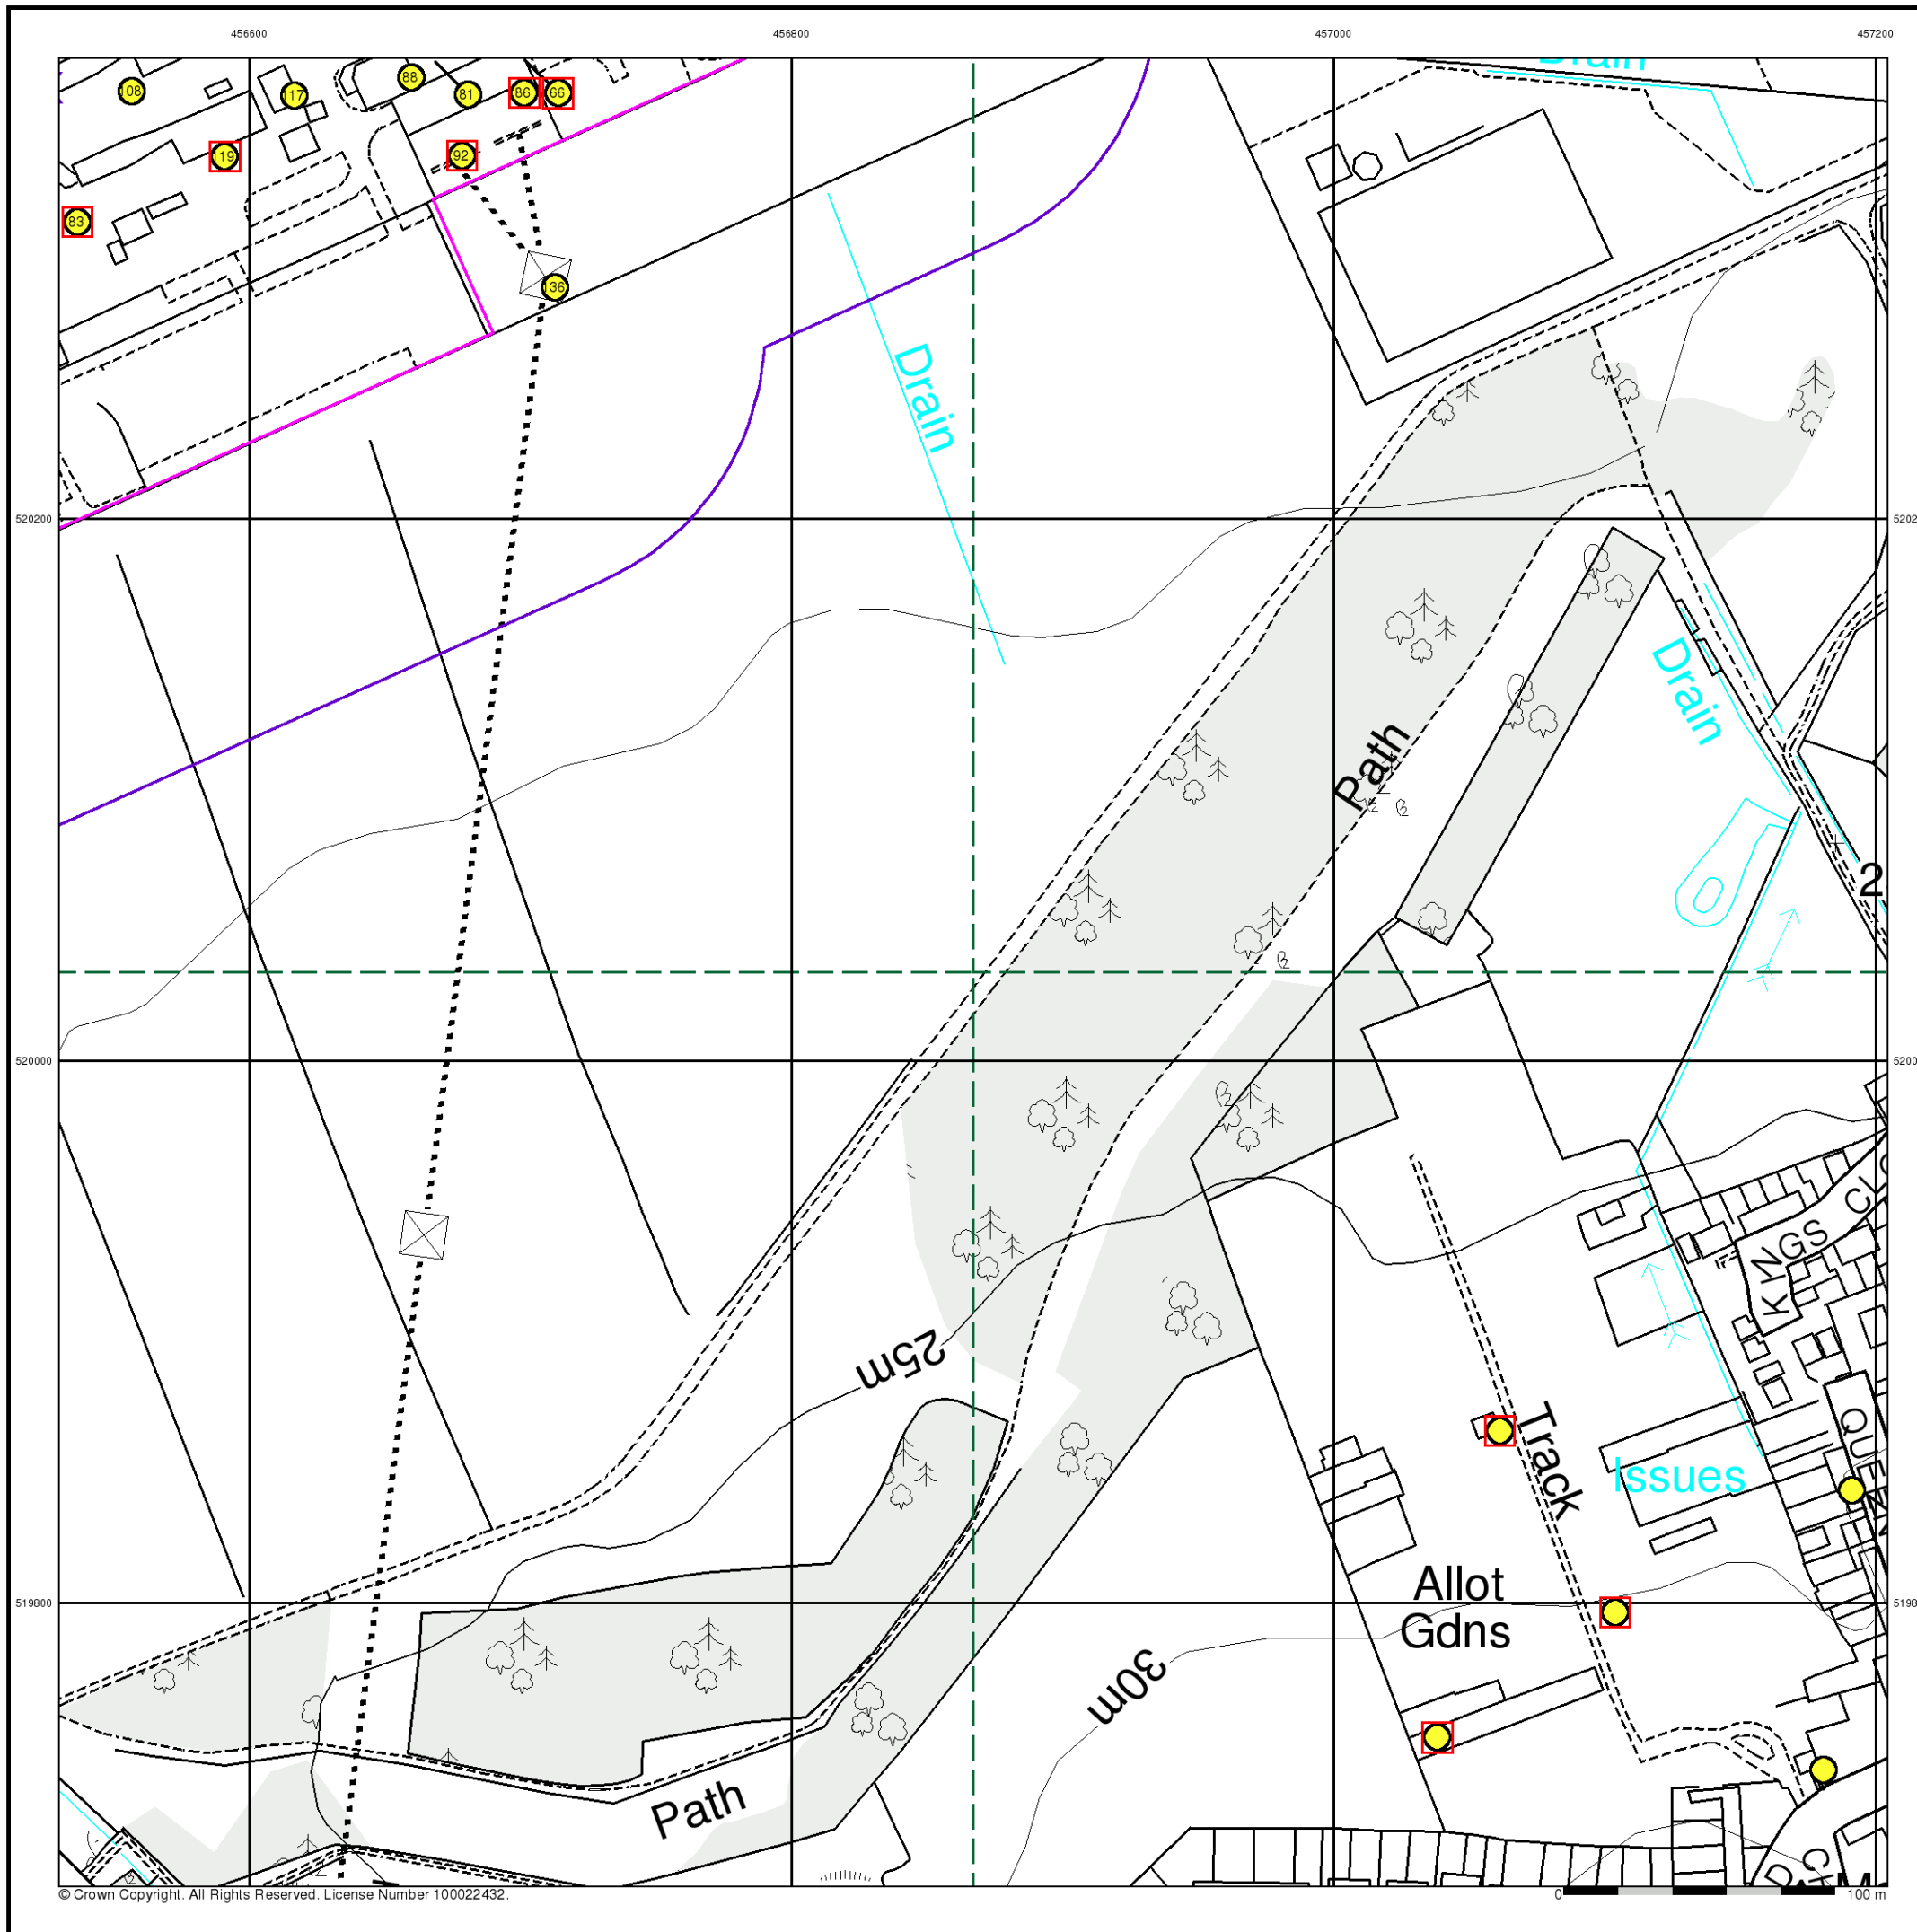 456600
456800
457000
457200
Drain
108
117
88
81
86
66
119
92
83
136
Drain
520200
5202
Drain
Path
2
520000
5200
KINGS CLO
25m
Track
QUEEN
Issues
519800
5198
Allot
Gdns
30m
Path
© Crown Copyright. All Rights Reserved. License Number 100022432.
0
100 m